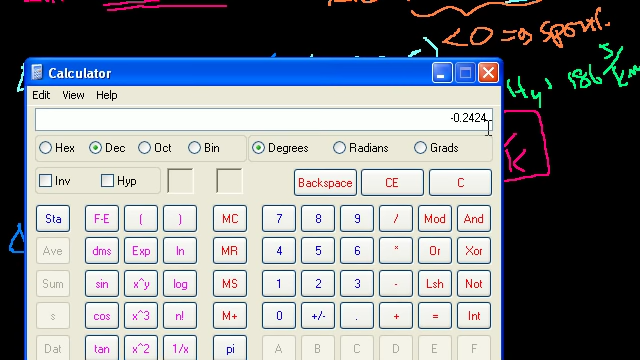 <0 => spont.
Calculator
Edit View Help
-0.2424
Hex Dec Oct Bin Degrees Radians Grads
Inv Hyp Backspace CE C
Sta F-E ( ) MC 7 8 9 / Mod And
Ave dms Exp ln MR 4 5 6 * Or Xor
Sum sin x^y log MS 1 2 3 - Lsh Not
s cos x^3 n! M+ 0 +/- . + = Int
Dat tan x^2 1/x pi A B C D E F
186
K